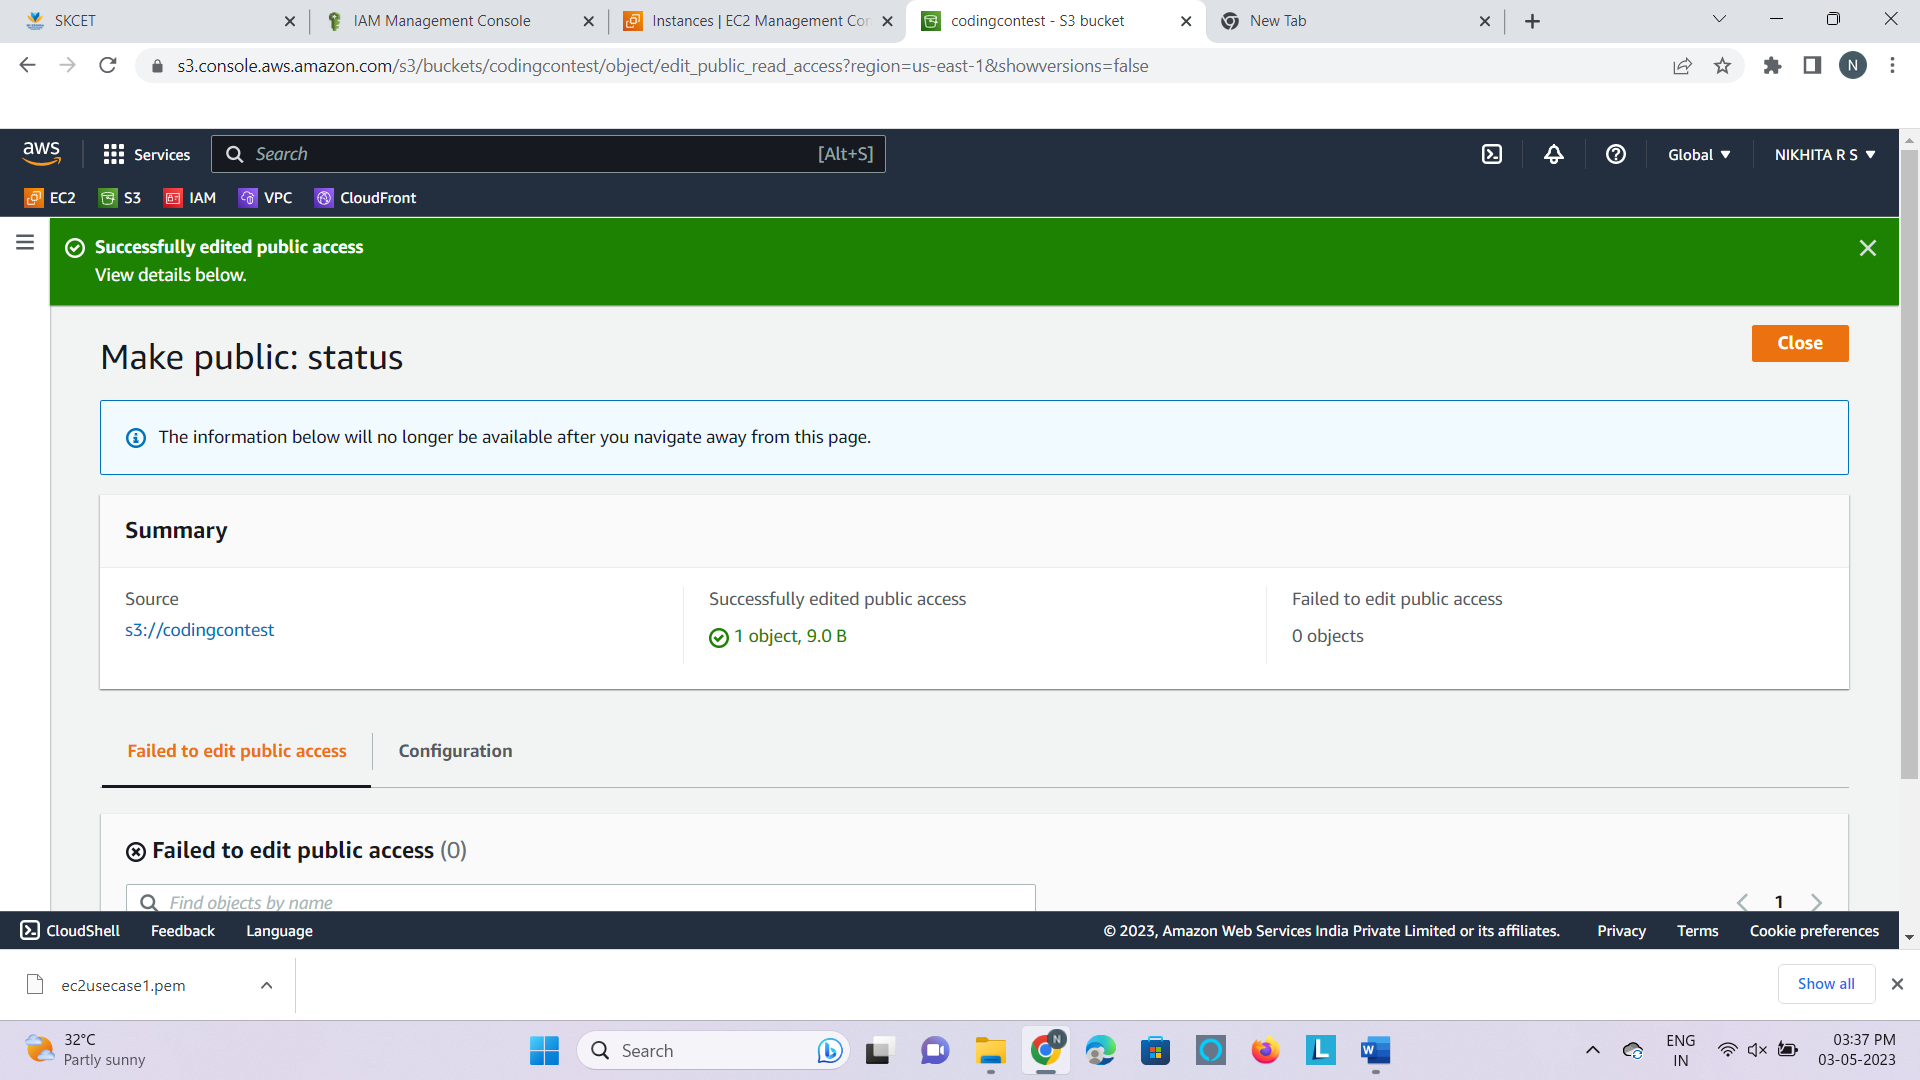 SKCET
IAM Management Console
Instances | EC2 Management Con
codingcontest - S3 bucket
New Tab
s3.console.aws.amazon.com/s3/buckets/codingcontest/object/edit_public_read_access?region=us-east-1&showversions=false
N
aws
Services
Search
[Alt+S]
Global
NIKHITA R S
EC2
S3
IAM
VPC
CloudFront
Successfully edited public access
View details below.
Make public: status
Close
The information below will no longer be available after you navigate away from this page.
Summary
Source
s3://codingcontest
Successfully edited public access
1 object, 9.0 B
Failed to edit public access
0 objects
Failed to edit public access
Configuration
Failed to edit public access (0)
Find objects by name
1
CloudShell
Feedback
Language
© 2023, Amazon Web Services India Private Limited or its affiliates.
Privacy
Terms
Cookie preferences
ec2usecase1.pem
Show all
32°C
Partly sunny
Search
N
L
W
ENG
IN
03:37 PM
03-05-2023